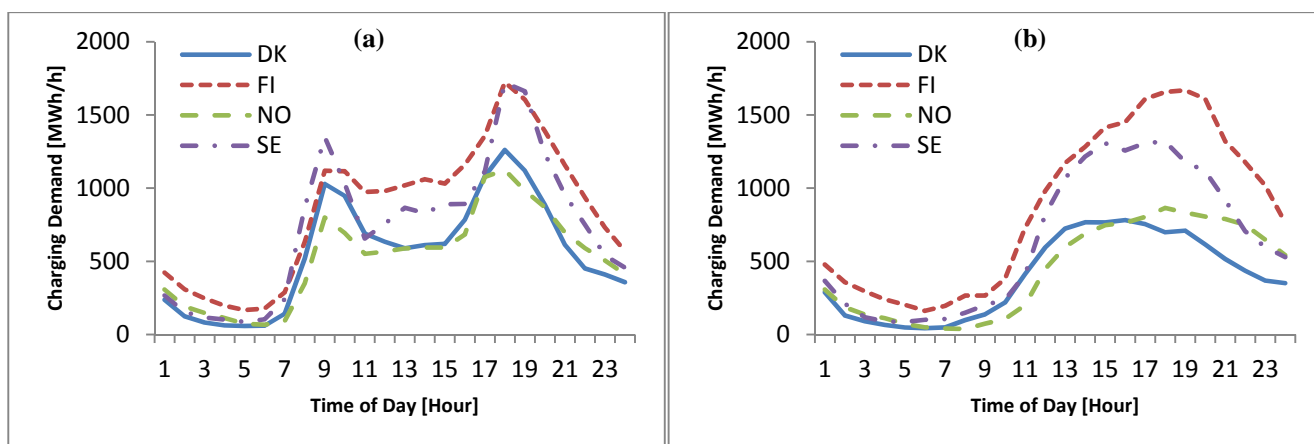 (a)
Charging Demand [MWh/h]
2000
1500
1000
500
0
DK
FI
NO
SE
1 3 5 7 9 11 13 15 17 19 21 23
Time of Day [Hour]
(b)
Charging Demand [MWh/h]
2000
1500
1000
500
0
DK
FI
NO
SE
1 3 5 7 9 11 13 15 17 19 21 23
Time of Day [Hour]